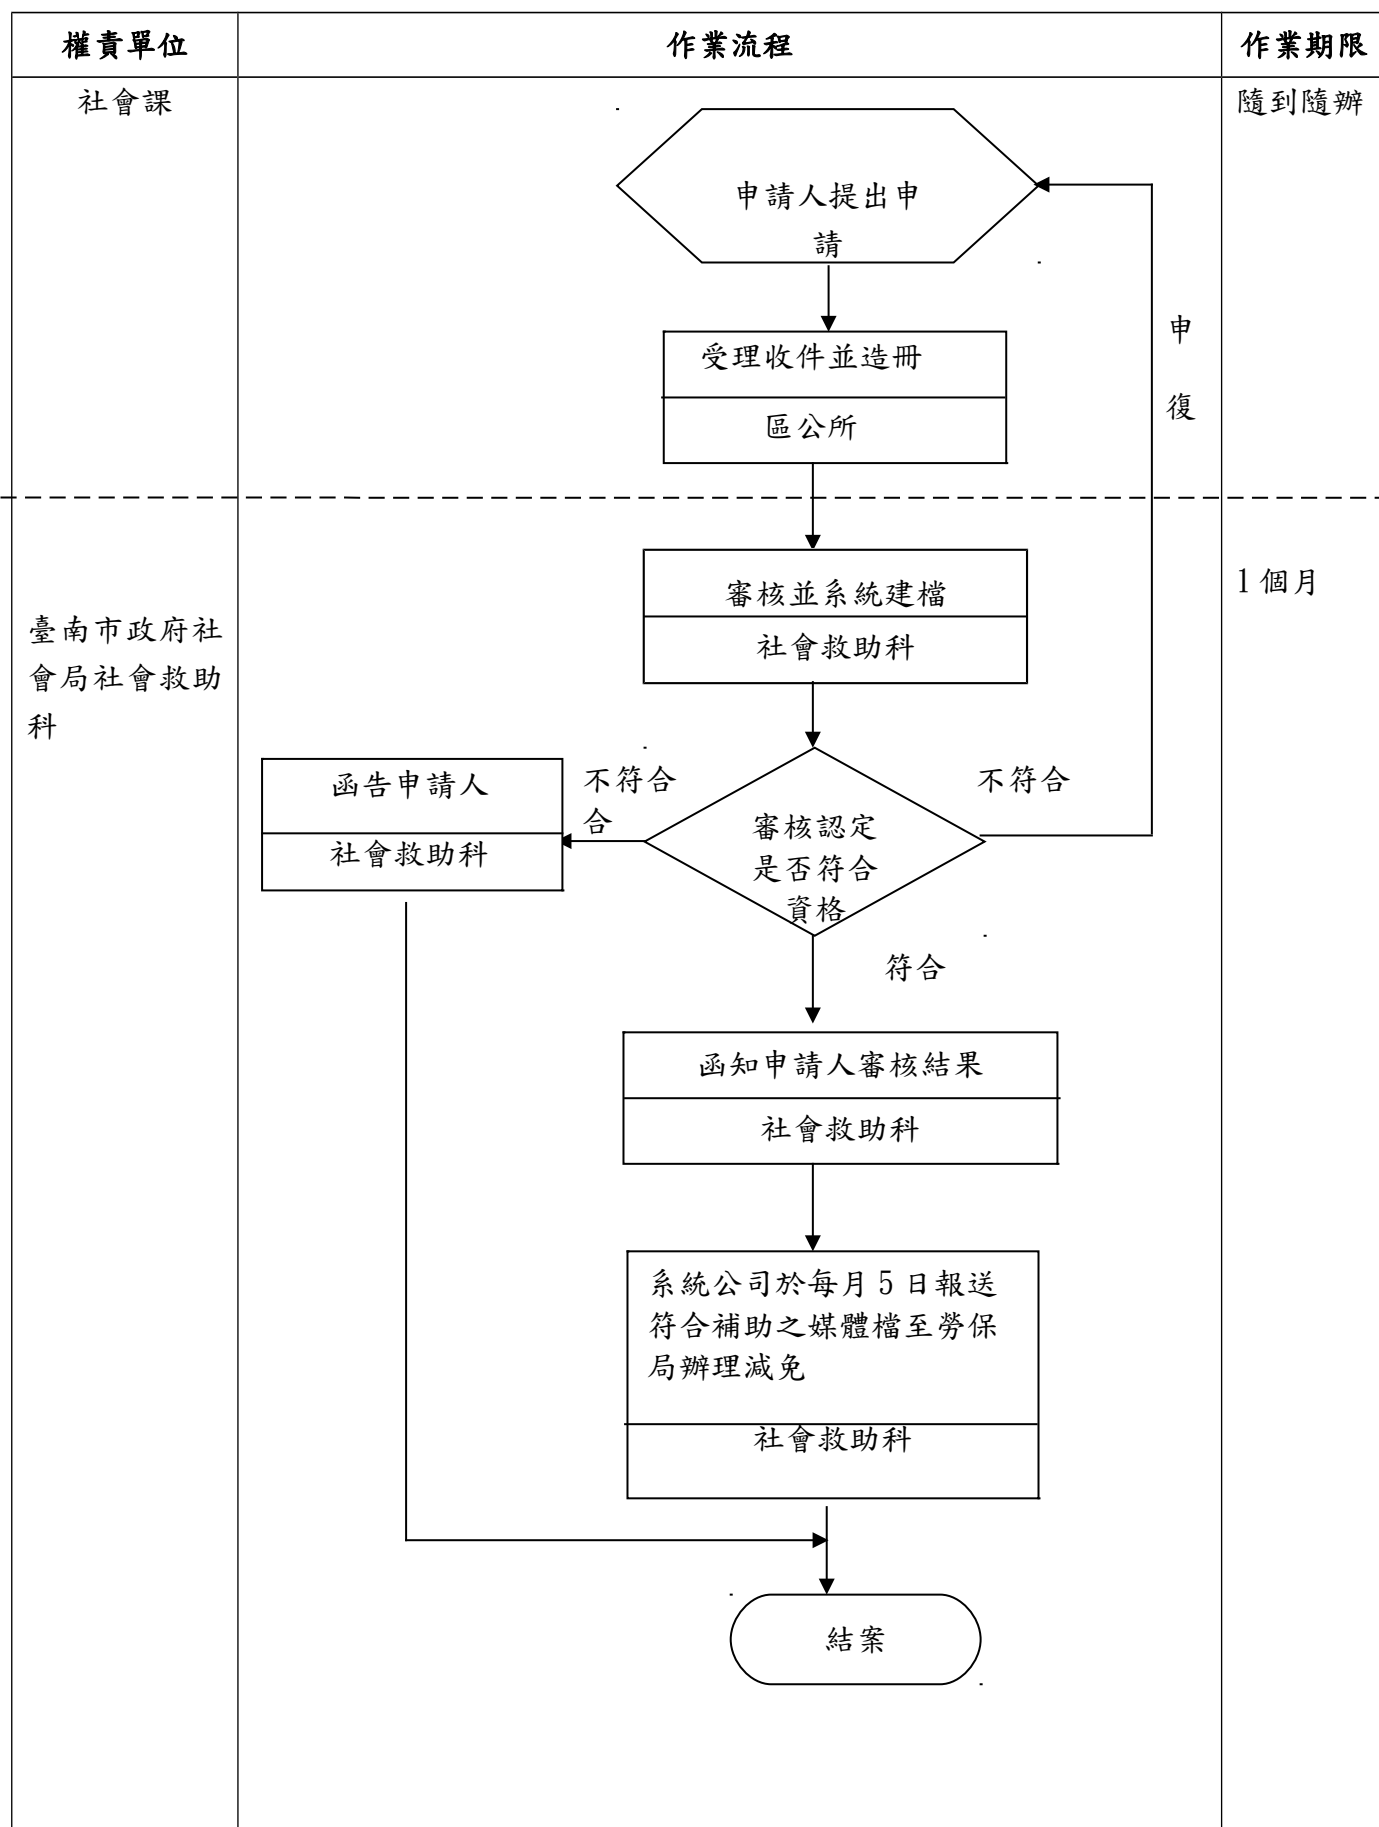 權責單位
作業流程
作業期限
社會課
隨到隨辦
申請人提出申
請
受理收件並造冊
區公所
申
復
臺南市政府社
會局社會救助
科
1個月
審核並系統建檔
社會救助科
函告申請人
社會救助科
不符合
合
審核認定
是否符合
資格
不符合
符合
函知申請人審核結果
社會救助科
系統公司於每月5日報送
符合補助之媒體檔至勞保
局辦理減免
社會救助科
結案